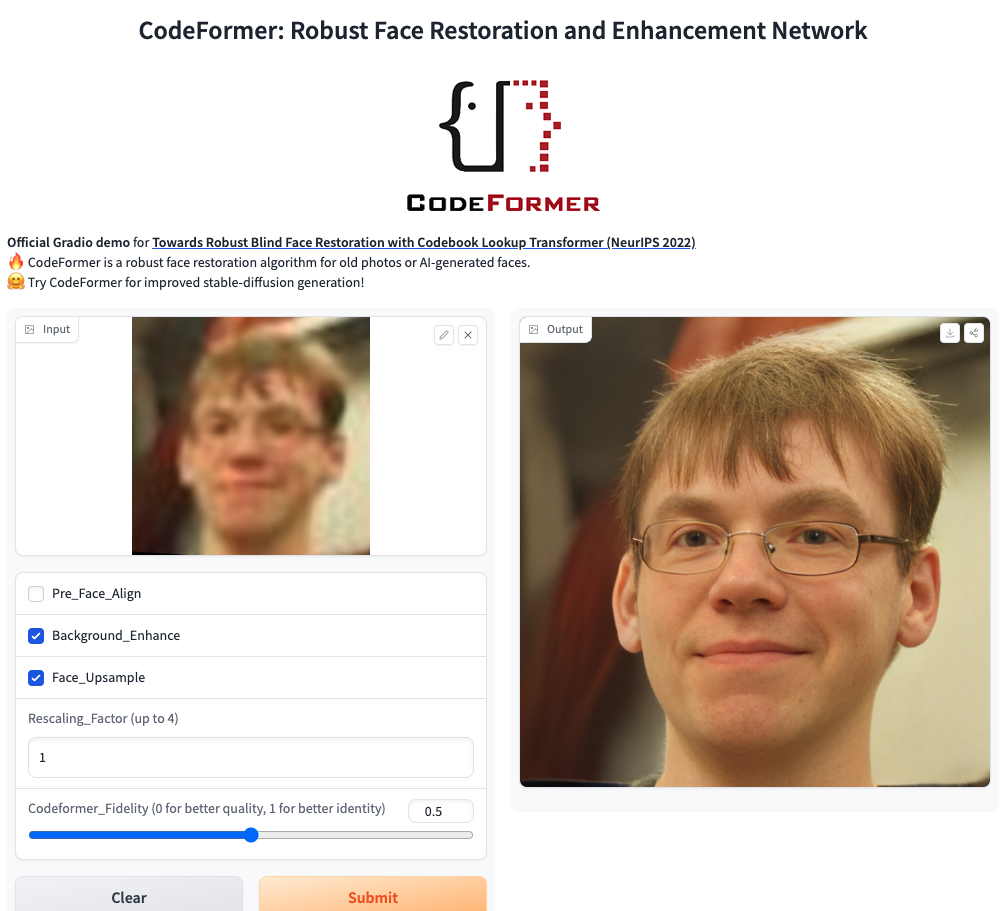 CodeFormer: Robust Face Restoration and Enhancement Network
CODEFORMER
Official Gradio demo for Towards Robust Blind Face Restoration with Codebook Lookup Transformer (NeurIPS 2022)
🔥 CodeFormer is a robust face restoration algorithm for old photos or AI-generated faces.
🤗 Try CodeFormer for improved stable-diffusion generation!
Input
Output
Pre_Face_Align
Background_Enhance
Face_Upsample
Rescaling_Factor (up to 4)
1
Codeformer_Fidelity (0 for better quality, 1 for better identity)
0.5
Clear
Submit